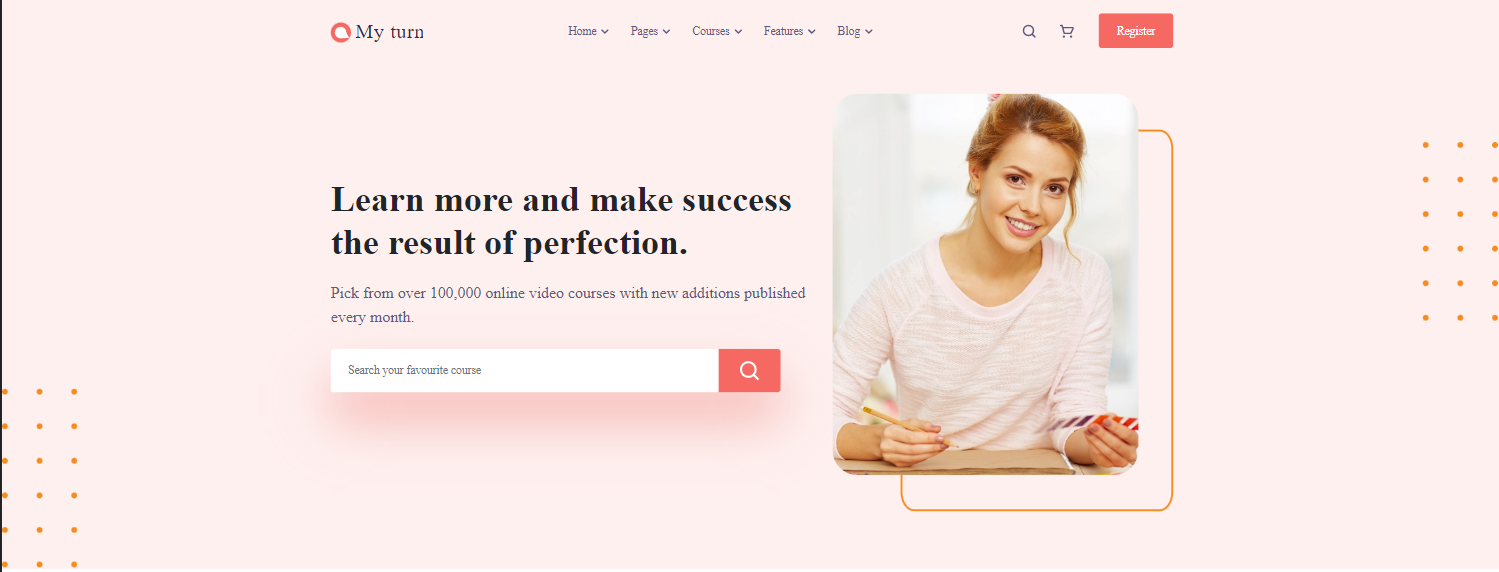 My turn
Home
Pages
Courses
Features
Blog
Register
Learn more and make success
the result of perfection.
Pick from over 100,000 online video courses with new additions published
every month.
Search your favourite course